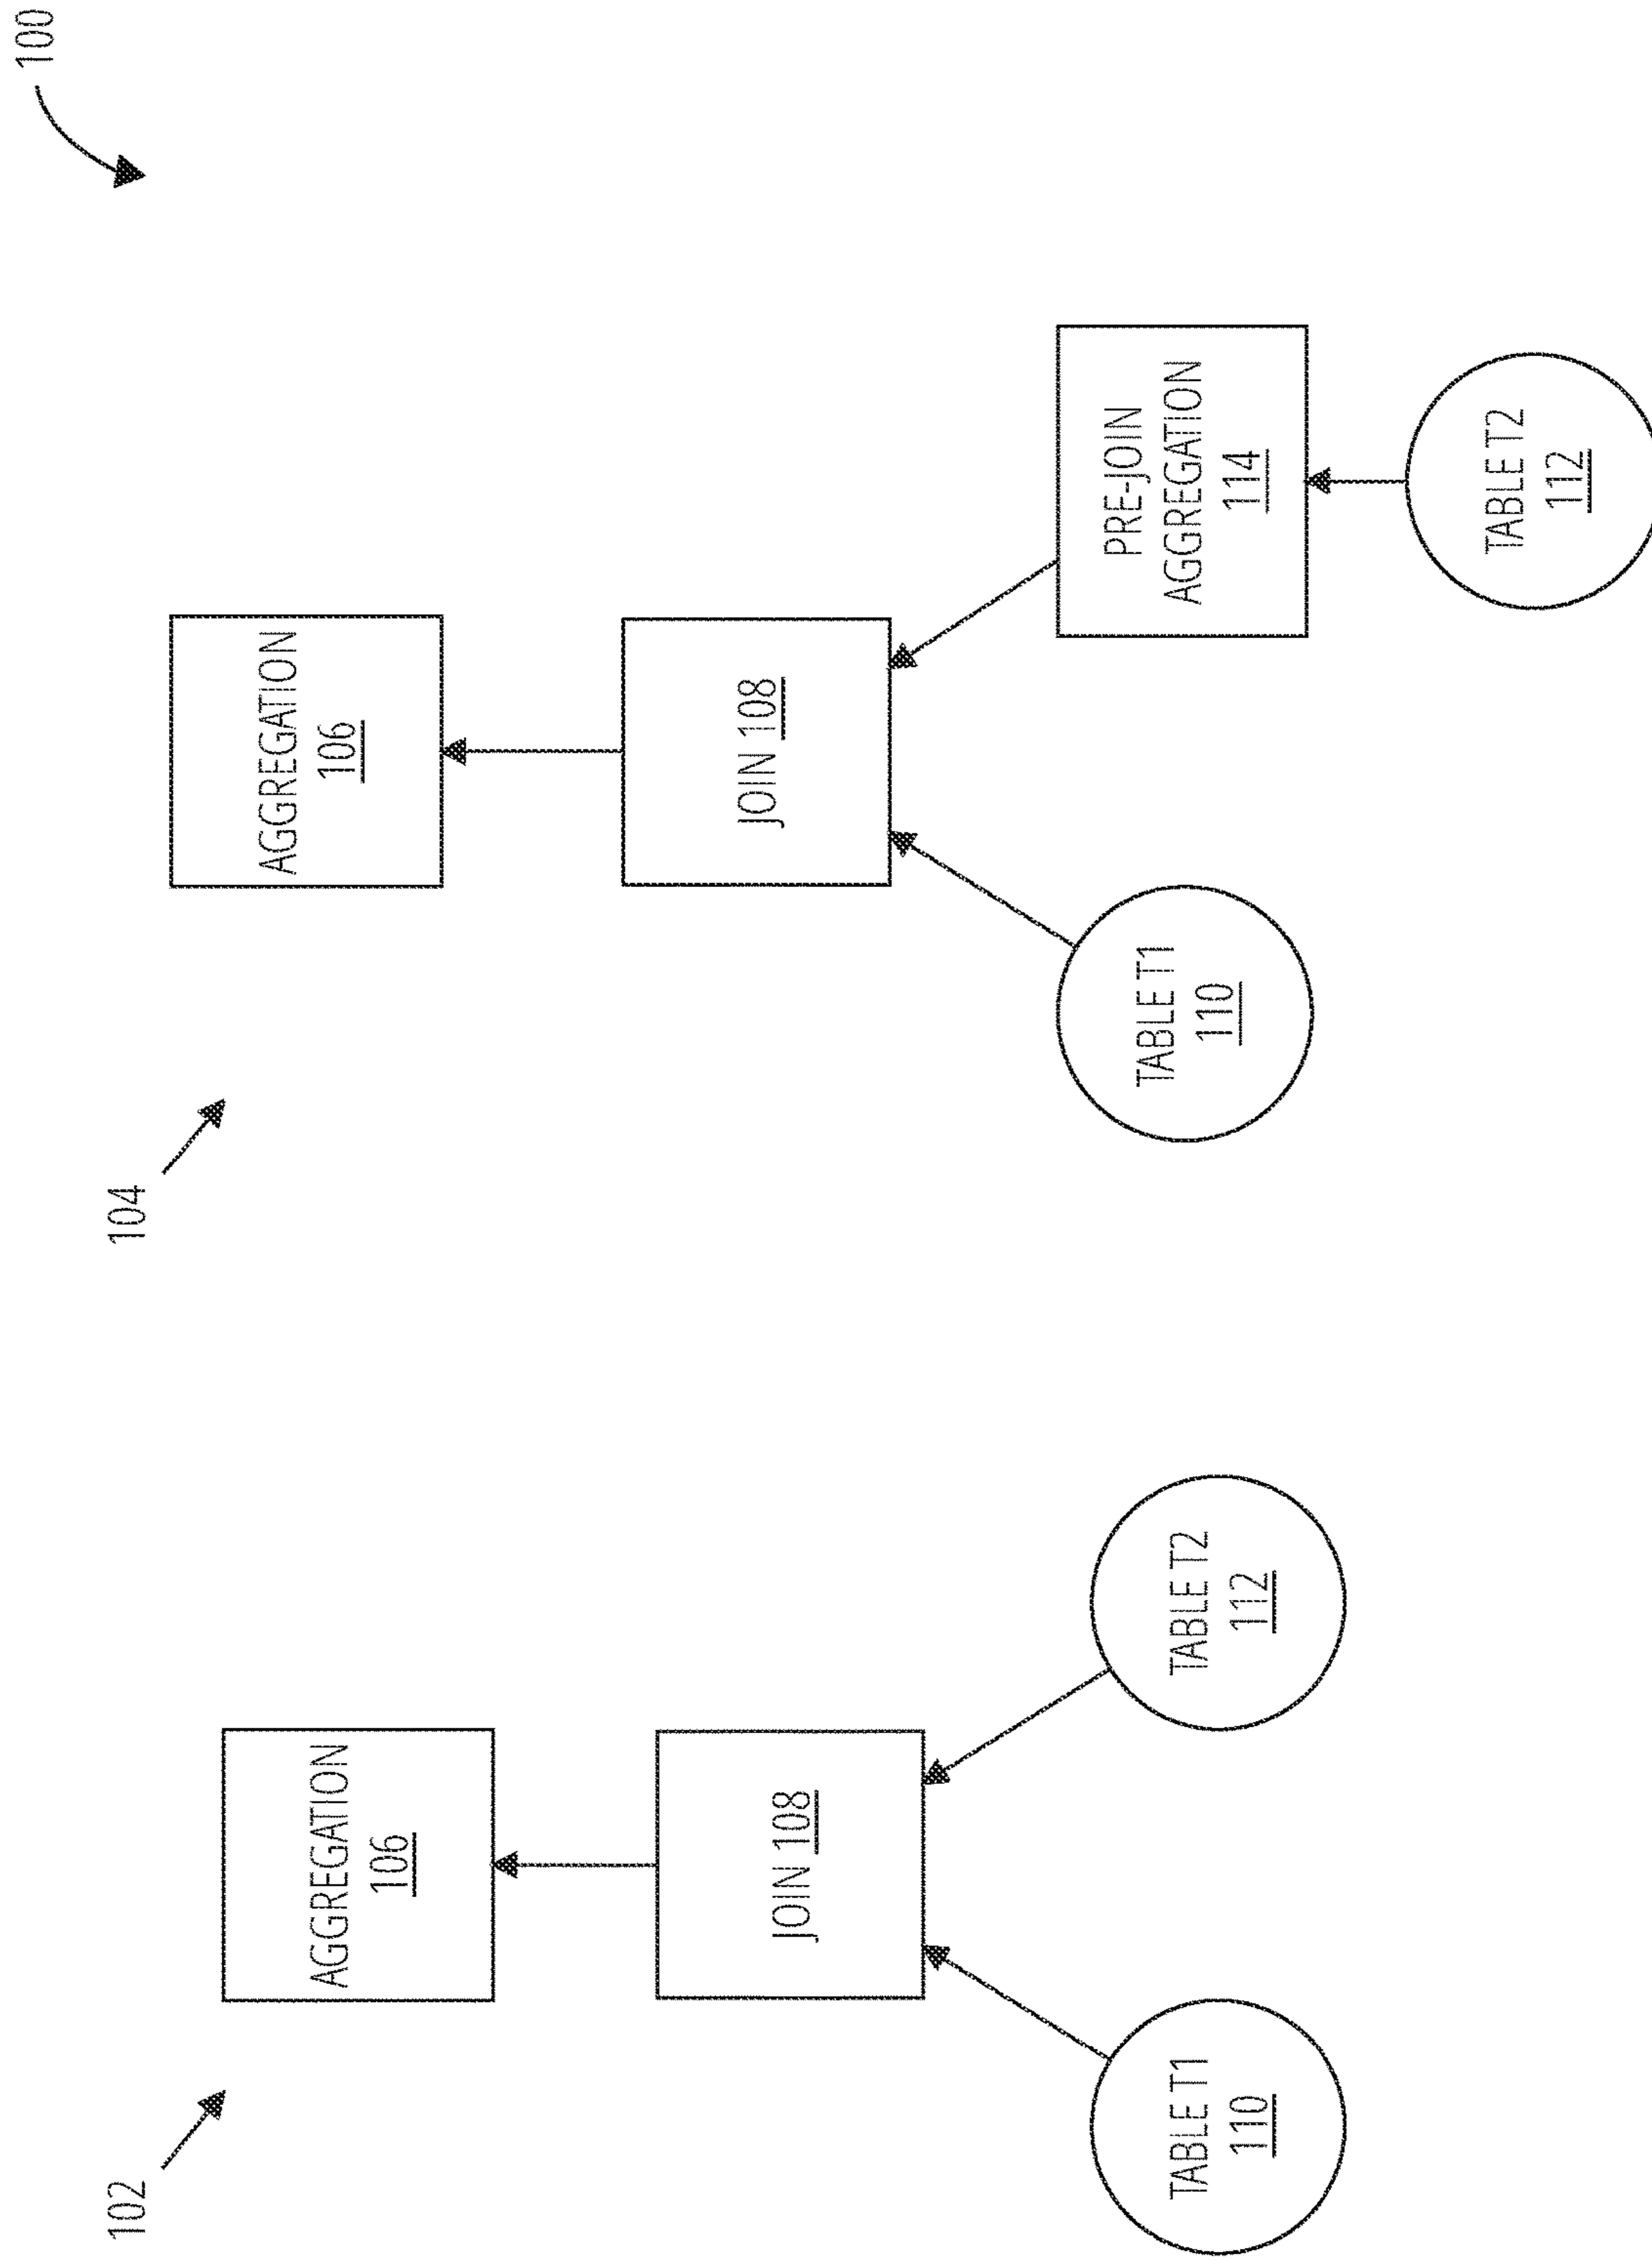 100
102
AGGREGATION
106
JOIN 108
TABLE T1
110
TABLE T2
112
104
AGGREGATION
106
JOIN 108
TABLE T1
110
PRE-JOIN
AGGREGATION
114
TABLE T2
112